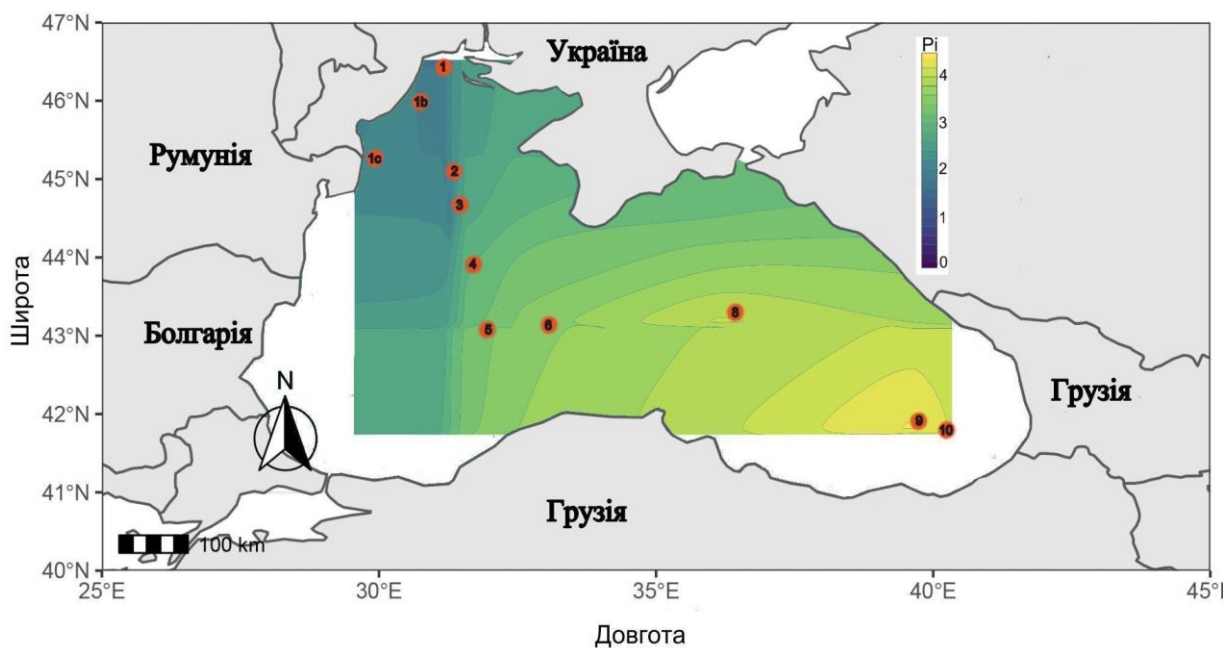 47°N
46°N
45°N
44°N
43°N
42°N
41°N
40°N
Широта
Україна
Румунія
Болгарія
Грузія
Грузія
Pi
4
3
2
1
0
1
1b
1c
2
3
4
5
6
8
9
10
N
100 km
25°E
30°E
35°E
40°E
45°E
Довгота